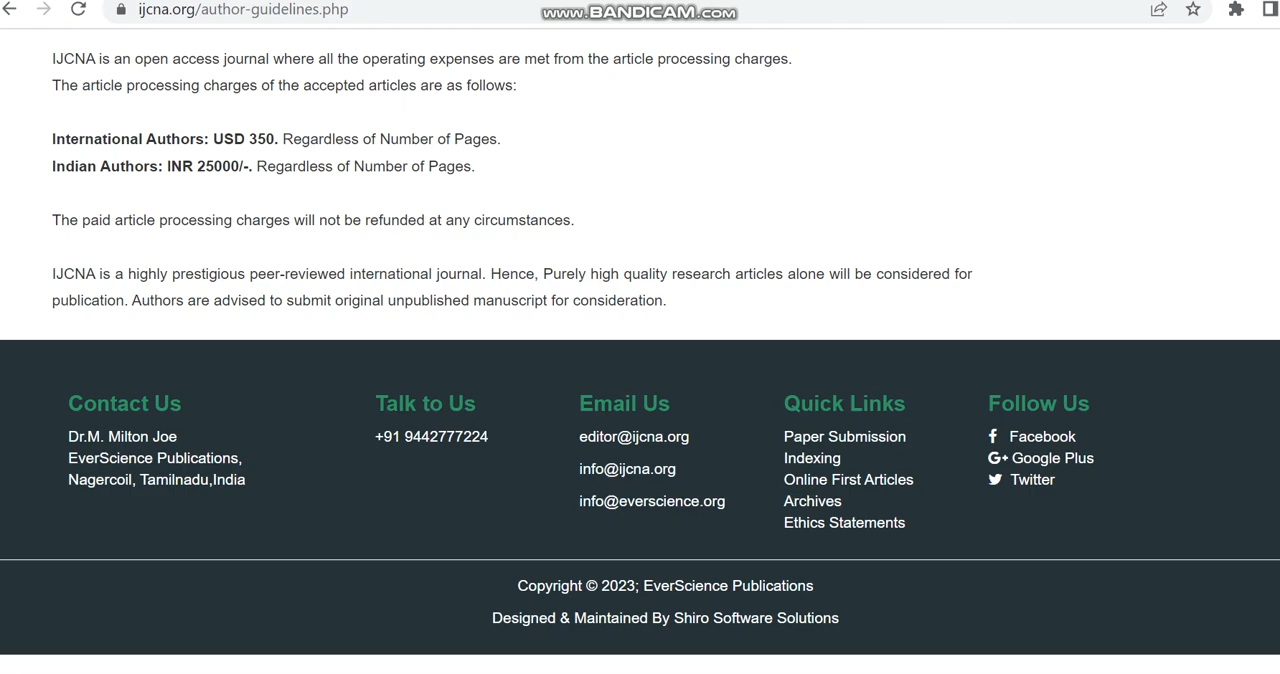 ijcna.org/author-guidelines.php
www.BANDICAM.com
IJCNA is an open access journal where all the operating expenses are met from the article processing charges.
The article processing charges of the accepted articles are as follows:
International Authors: USD 350. Regardless of Number of Pages.
Indian Authors: INR 25000/-. Regardless of Number of Pages.
The paid article processing charges will not be refunded at any circumstances.
IJCNA is a highly prestigious peer-reviewed international journal. Hence, Purely high quality research articles alone will be considered for
publication. Authors are advised to submit original unpublished manuscript for consideration.
Contact Us
Dr.M. Milton Joe
EverScience Publications,
Nagercoil, Tamilnadu,India
Talk to Us
+91 9442777224
Email Us
editor@ijcna.org
info@ijcna.org
info@everscience.org
Quick Links
Paper Submission
Indexing
Online First Articles
Archives
Ethics Statements
Follow Us
Facebook
G+ Google Plus
Twitter
Copyright © 2023; EverScience Publications
Designed & Maintained By Shiro Software Solutions